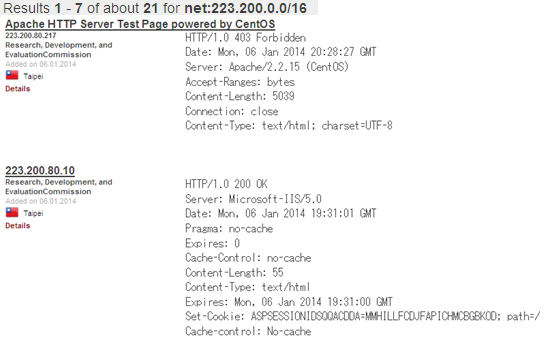 Results 1 - 7 of about 21 for net:223.200.0.0/16
Apache HTTP Server Test Page powered by CentOS
223.200.80.217
Research, Development, and
EvaluationCommission
Added on 06.01.2014
Taipei
Details
HTTP/1.0 403 Forbidden
Date: Mon, 06 Jan 2014 20:28:27 GMT
Server: Apache/2.2.15 (CentOS)
Accept-Ranges: bytes
Content-Length: 5039
Connection: close
Content-Type: text/html; charset=UTF-8
223.200.80.10
Research, Development, and
EvaluationCommission
Added on 06.01.2014
Taipei
Details
HTTP/1.0 200 OK
Server: Microsoft-IIS/5.0
Date: Mon, 06 Jan 2014 19:31:01 GMT
Pragma: no-cache
Expires: 0
Cache-Control: no-cache
Content-Length: 55
Content-Type: text/html
Expires: Mon, 06 Jan 2014 19:31:00 GMT
Set-Cookie: ASPSESSIONIDSQQACDDA=MMHILLFCDJFAPICHMCBGBKOD; path=/
Cache-control: No-cache